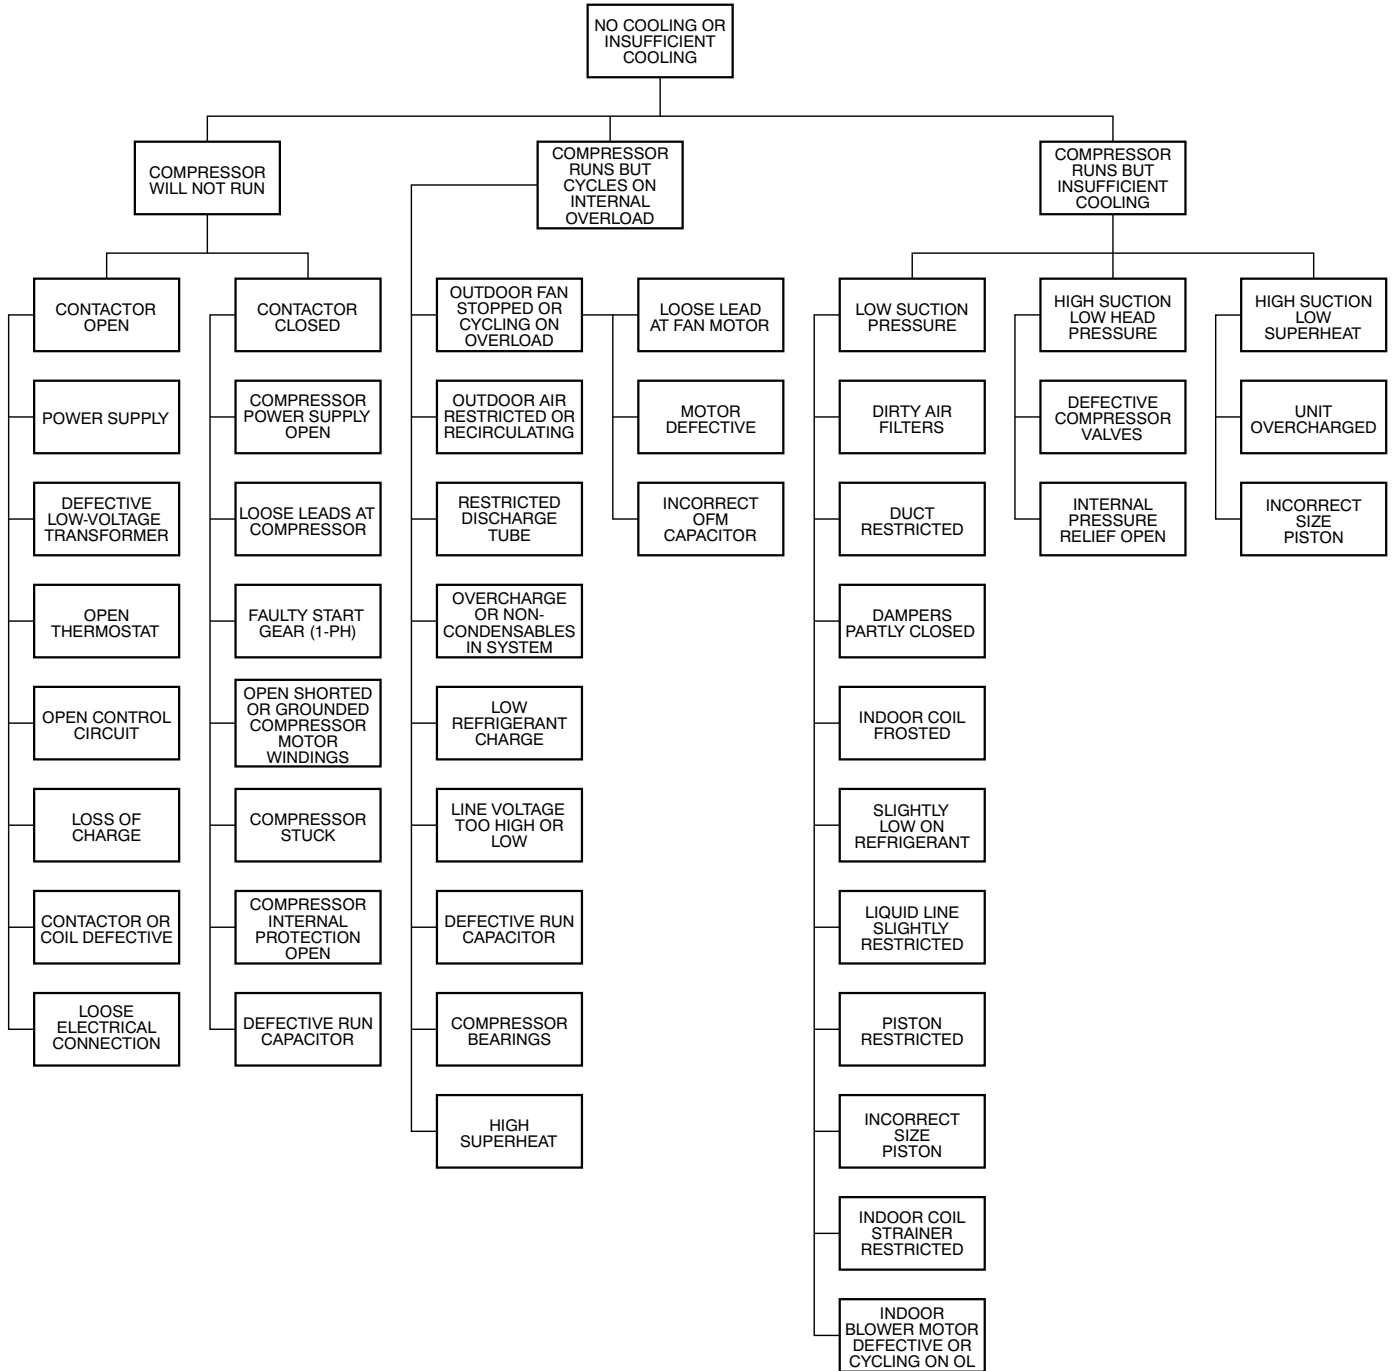 NO COOLING OR
INSUFFICIENT
COOLING
COMPRESSOR
WILL NOT RUN
COMPRESSOR
RUNS BUT
CYCLES ON
INTERNAL
OVERLOAD
COMPRESSOR
RUNS BUT
INSUFFICIENT
COOLING
CONTACTOR
OPEN
POWER SUPPLY
DEFECTIVE
LOW-VOLTAGE
TRANSFORMER
OPEN
THERMOSTAT
OPEN CONTROL
CIRCUIT
LOSS OF
CHARGE
CONTACTOR OR
COIL DEFECTIVE
LOOSE
ELECTRICAL
CONNECTION
CONTACTOR
CLOSED
COMPRESSOR
POWER SUPPLY
OPEN
LOOSE LEADS AT
COMPRESSOR
FAULTY START
GEAR (1-PH)
OPEN SHORTED
OR GROUNDED
COMPRESSOR
MOTOR
WINDINGS
COMPRESSOR
STUCK
COMPRESSOR
INTERNAL
PROTECTION
OPEN
DEFECTIVE RUN
CAPACITOR
OUTDOOR FAN
STOPPED OR
CYCLING ON
OVERLOAD
OUTDOOR AIR
RESTRICTED OR
RECIRCULATING
RESTRICTED
DISCHARGE
TUBE
OVERCHARGE
OR NON-
CONDENSABLES
IN SYSTEM
LOW
REFRIGERANT
CHARGE
LINE VOLTAGE
TOO HIGH OR
LOW
DEFECTIVE RUN
CAPACITOR
COMPRESSOR
BEARINGS
HIGH
SUPERHEAT
LOOSE LEAD
AT FAN MOTOR
MOTOR
DEFECTIVE
INCORRECT
OFM
CAPACITOR
LOW SUCTION
PRESSURE
DIRTY AIR
FILTERS
DUCT
RESTRICTED
DAMPERS
PARTLY CLOSED
INDOOR COIL
FROSTED
SLIGHTLY
LOW ON
REFRIGERANT
LIQUID LINE
SLIGHTLY
RESTRICTED
PISTON
RESTRICTED
INCORRECT
SIZE
PISTON
INDOOR COIL
STRAINER
RESTRICTED
INDOOR
BLOWER MOTOR
DEFECTIVE OR
CYCLING ON OL
HIGH SUCTION
LOW HEAD
PRESSURE
DEFECTIVE
COMPRESSOR
VALVES
INTERNAL
PRESSURE
RELIEF OPEN
HIGH SUCTION
LOW
SUPERHEAT
UNIT
OVERCHARGED
INCORRECT
SIZE
PISTON